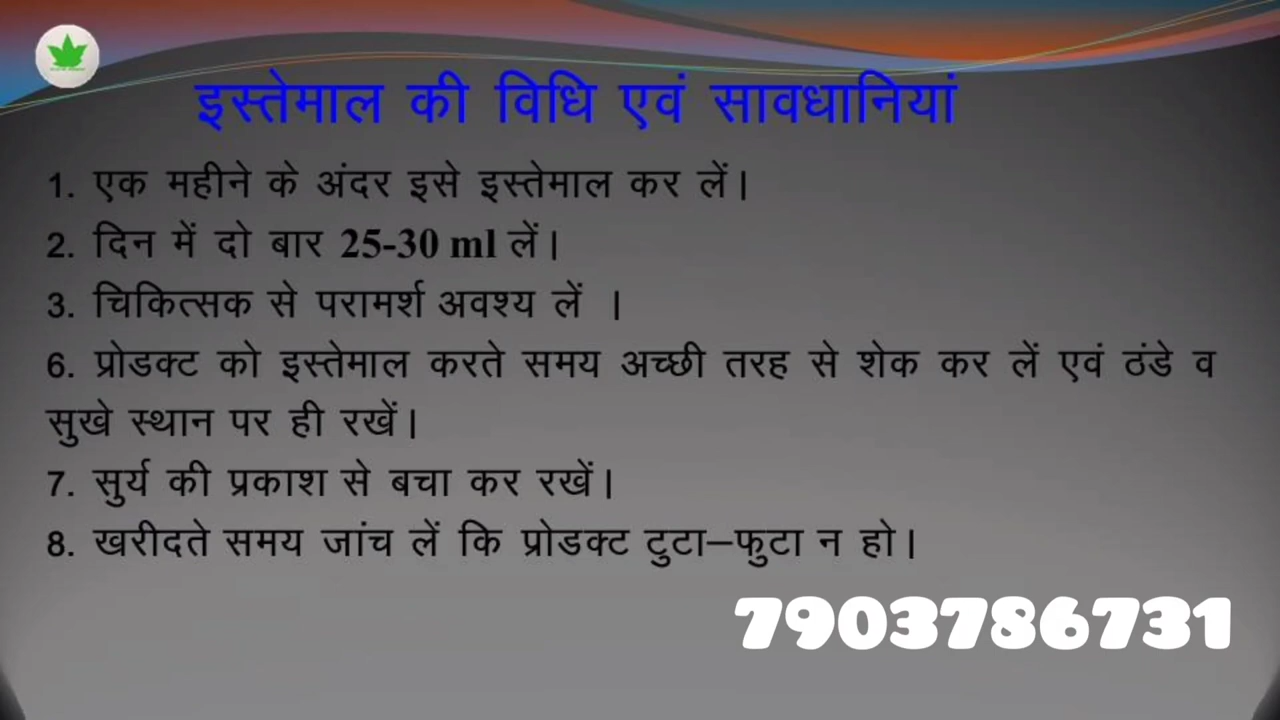 इस्तेमाल की विधि एवं सावधानियां
1. एक महीने के अंदर इसे इस्तेमाल कर लें।
2. दिन में दो बार 25-30 ml लें।
3. चिकित्सक से परामर्श अवश्य लें ।
6. प्रोडक्ट को इस्तेमाल करते समय अच्छी तरह से शेक कर लें एवं ठंडे व
सुखे स्थान पर ही रखें।
7. सुर्य की प्रकाश से बचा कर रखें।
8. खरीदते समय जांच लें कि प्रोडक्ट टुटा–फुटा न हो।
7903786731